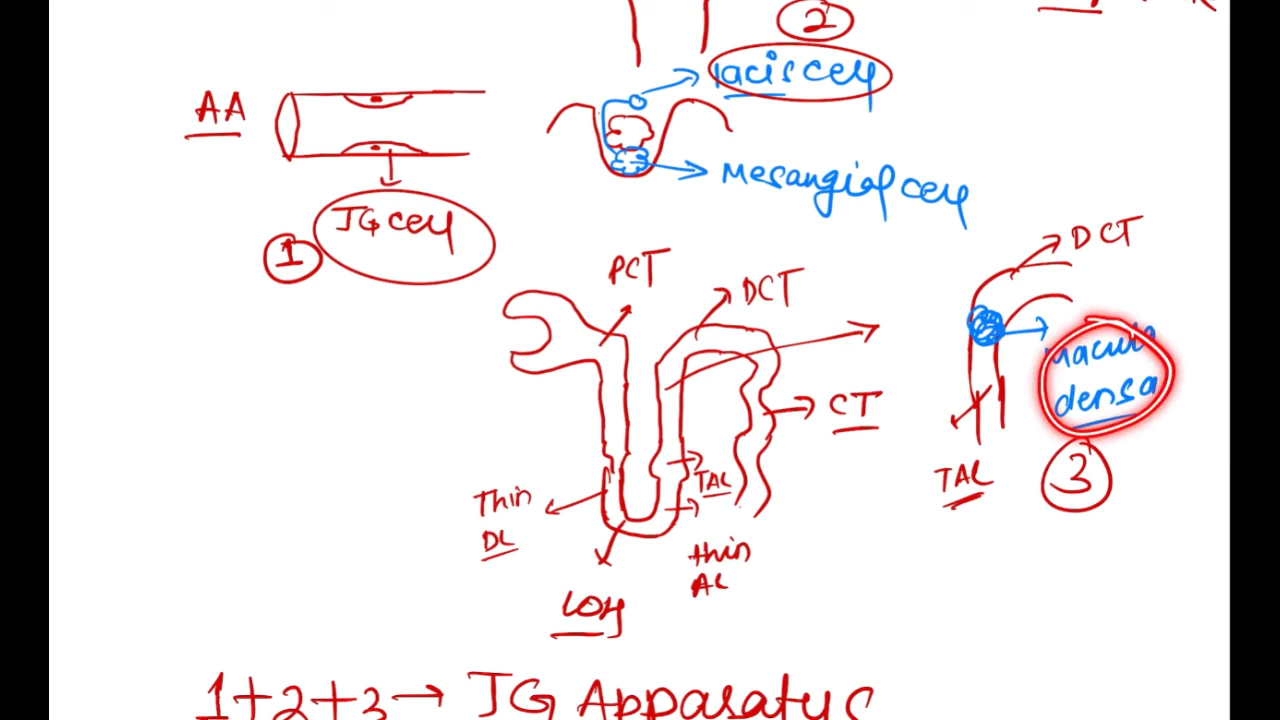 2
lacis cell
AA
Mesangial cell
JG cell
1
PCT
DCT
DCT
macula
densa
CT
TAL
TAL
3
Thin
DL
thin
AL
LOH
1+2+3→ JG Apparatus